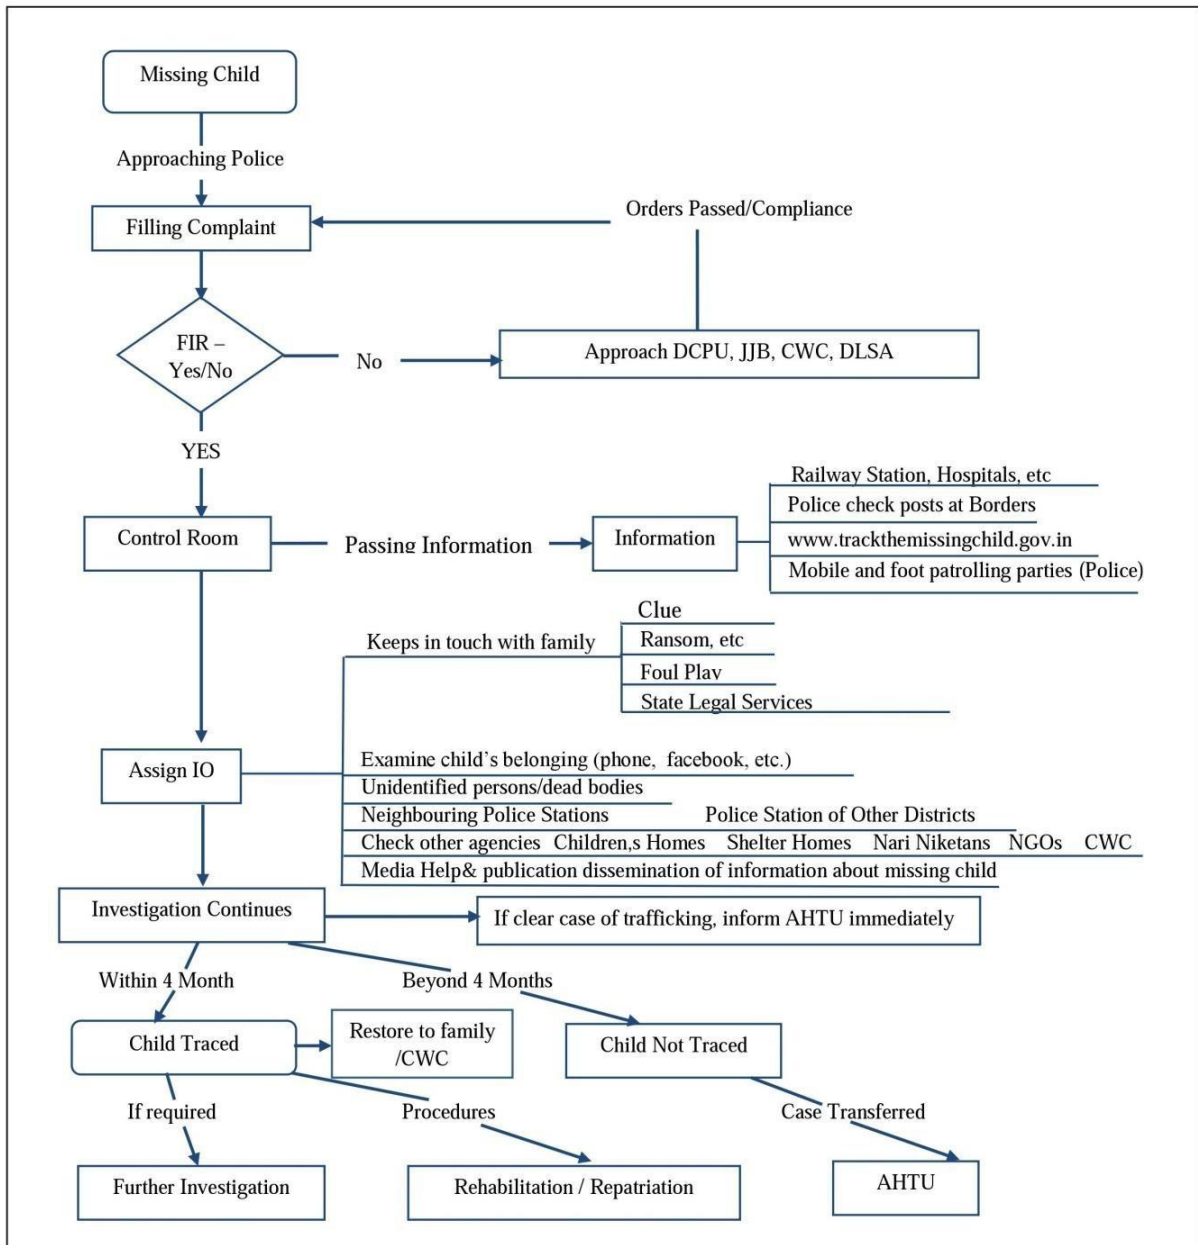 Missing Child
Approaching Police
Orders Passed/Compliance
Filling Complaint
FIR –
Yes/No
No
Approach DCPU, JJB, CWC, DLSA
YES
Railway Station, Hospitals, etc
Police check posts at Borders
Control Room
Passing Information
Information
www.trackthemissingchild.gov.in
Mobile and foot patrolling parties (Police)
Clue
Keeps in touch with family
Ransom, etc
Foul Play
State Legal Services
Assign IO
Examine child’s belonging (phone, facebook, etc.)
Unidentified persons/dead bodies
Neighbouring Police Stations Police Station of Other Districts
Check other agencies Children,s Homes Shelter Homes Nari Niketans NGOs CWC
Media Help& publication dissemination of information about missing child
Investigation Continues
If clear case of trafficking, inform AHTU immediately
Within 4 Month
Beyond 4 Months
Child Traced
Restore to family
/CWC
Child Not Traced
If required
Procedures
Case Transferred
Further Investigation
Rehabilitation / Repatriation
AHTU